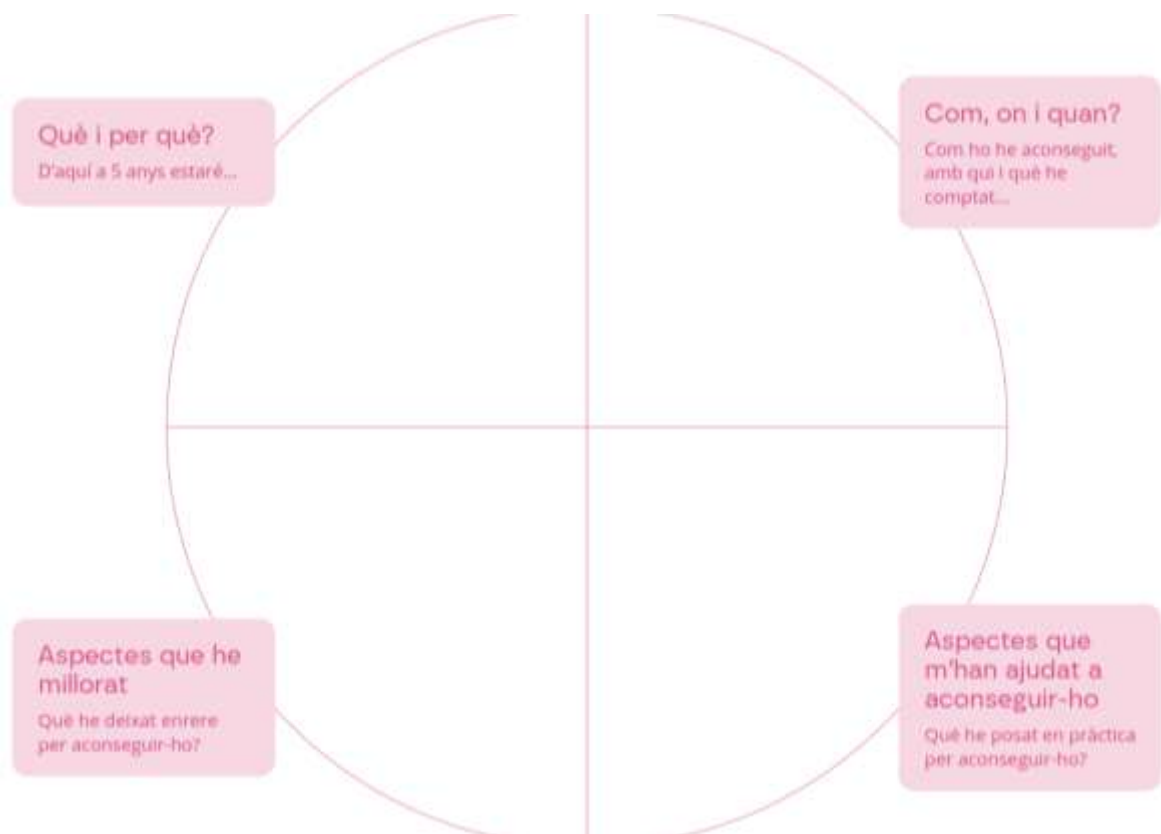 Què i per què?
D'aquí a 5 anys estaré...
Com, on i quan?
Com ho he aconseguit,
amb qui i què he
comptat...
Aspectes que he
millorat
Què he deixat enrere
per aconseguir-ho?
Aspectes que
m'han ajudat a
aconseguir-ho
Què he posat en pràctica
per aconseguir-ho?